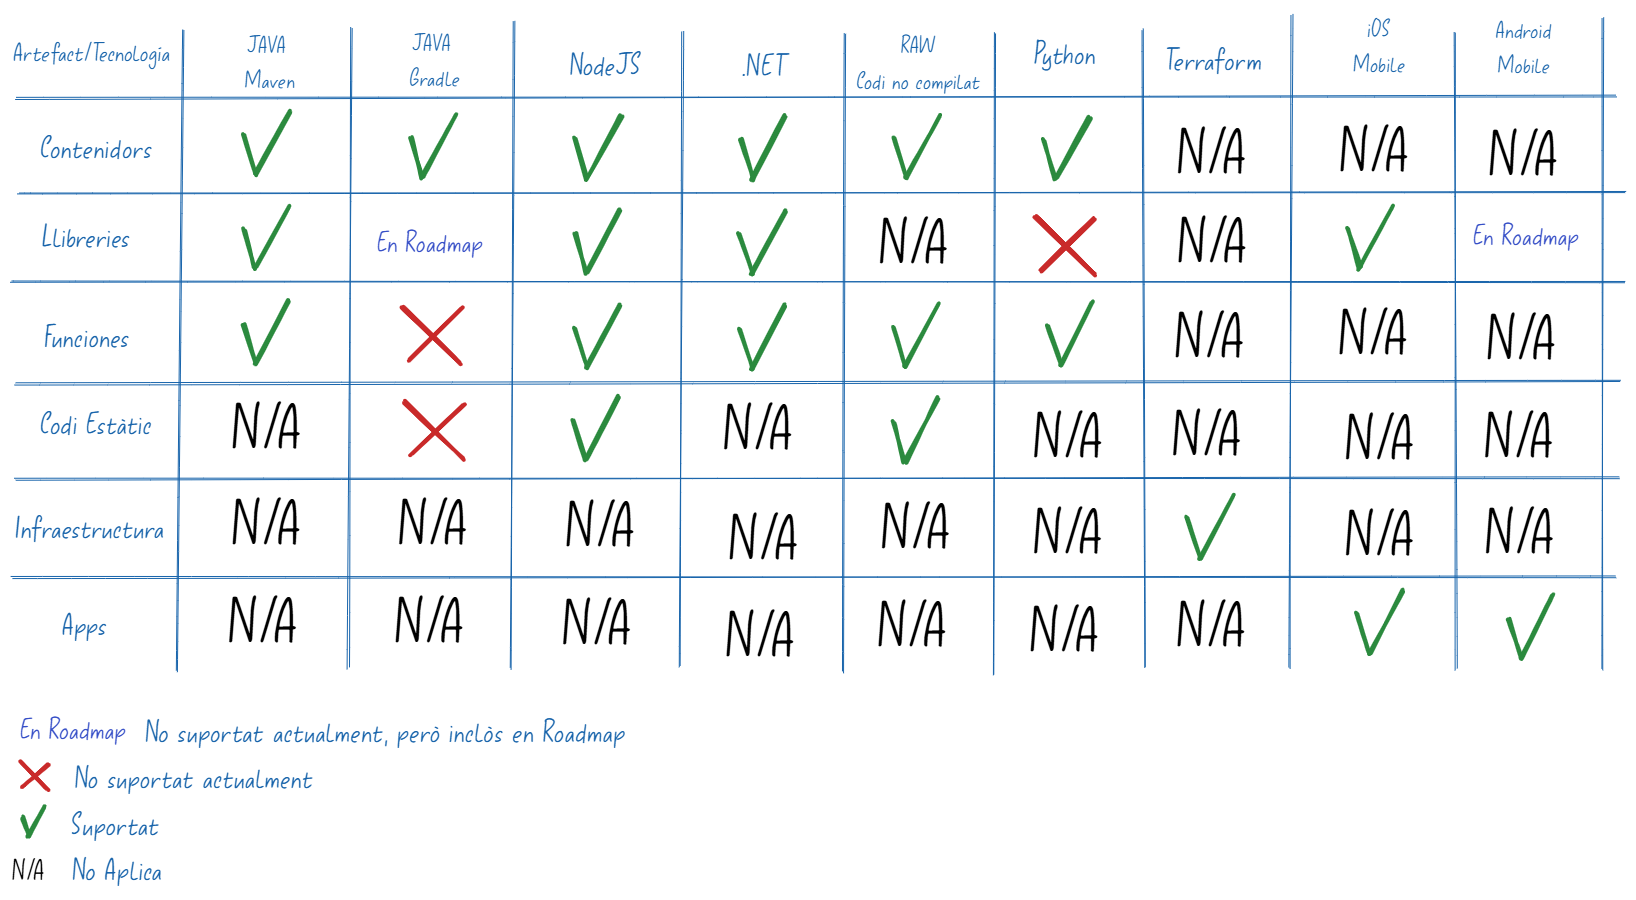 Artefact/Tecnología JAVA Maven JAVA Gradle NodeJS .NET RAW Codi no compilat Python Terraform iOS Mobile Android Mobile
Contenidors N/A N/A N/A
LLibreries En Roadmap N/A N/A En Roadmap
Funciones N/A N/A N/A
Codi Estàtic N/A N/A N/A N/A N/A N/A
Infraestructura N/A N/A N/A N/A N/A N/A N/A N/A
Apps N/A N/A N/A N/A N/A N/A N/A
En Roadmap No suportat actualment, però inclòs en Roadmap
No suportat actualment
Suportat
N/A No Aplica